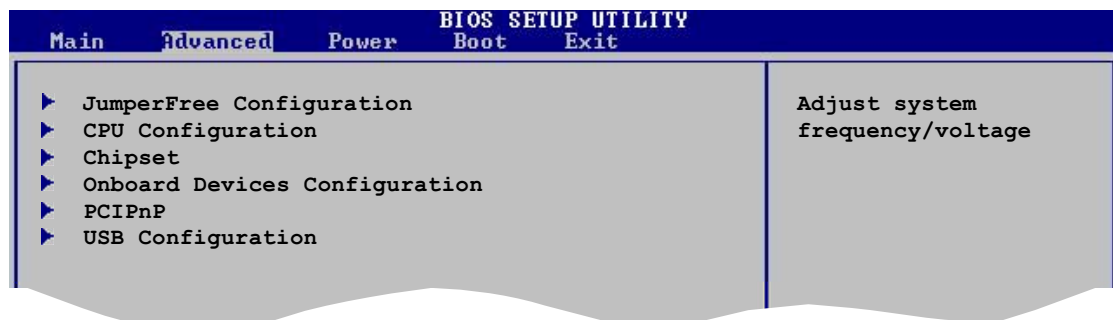 BIOS SETUP UTILITY
Main Advanced Power Boot Exit
JumperFree Configuration
CPU Configuration
Chipset
Onboard Devices Configuration
PCIPnP
USB Configuration
Adjust system
frequency/voltage